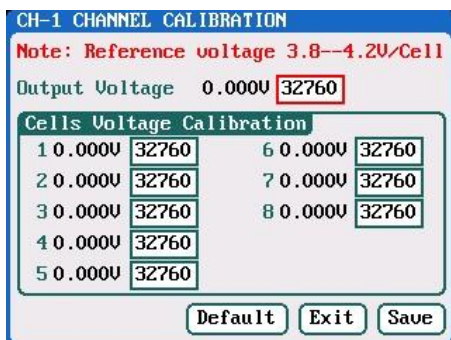 CH-1 CHANNEL CALIBRATION
Note: Reference voltage 3.8--4.2V/Cell
Output Voltage 0.000V 32760
Cells Voltage Calibration
1 0.000V 32760 6 0.000V 32760
2 0.000V 32760 7 0.000V 32760
3 0.000V 32760 8 0.000V 32760
4 0.000V 32760
5 0.000V 32760
Default Exit Save